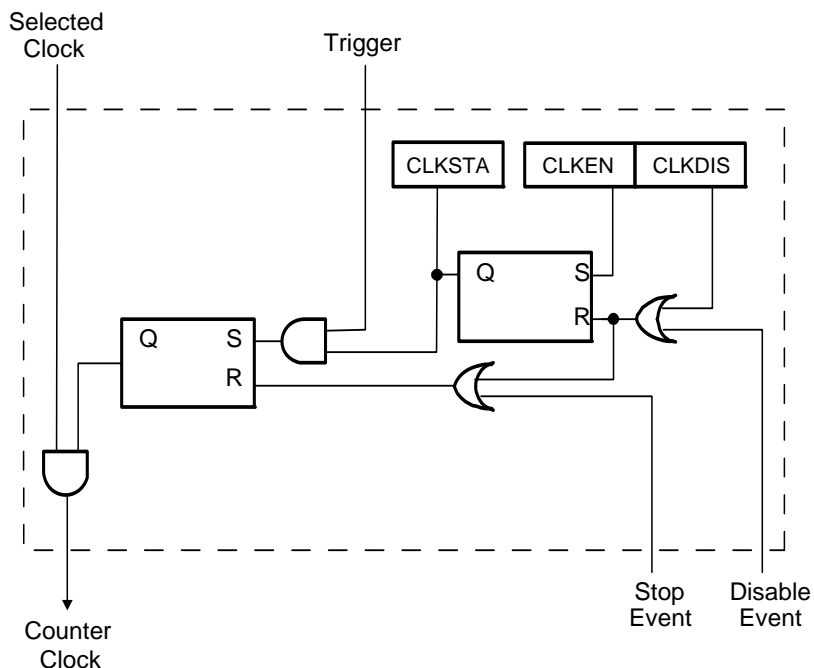 Selected
Clock
Trigger
CLKSTA
CLKEN
CLKDIS
Q
S
R
Q
S
R
Stop
Event
Disable
Event
Counter
Clock